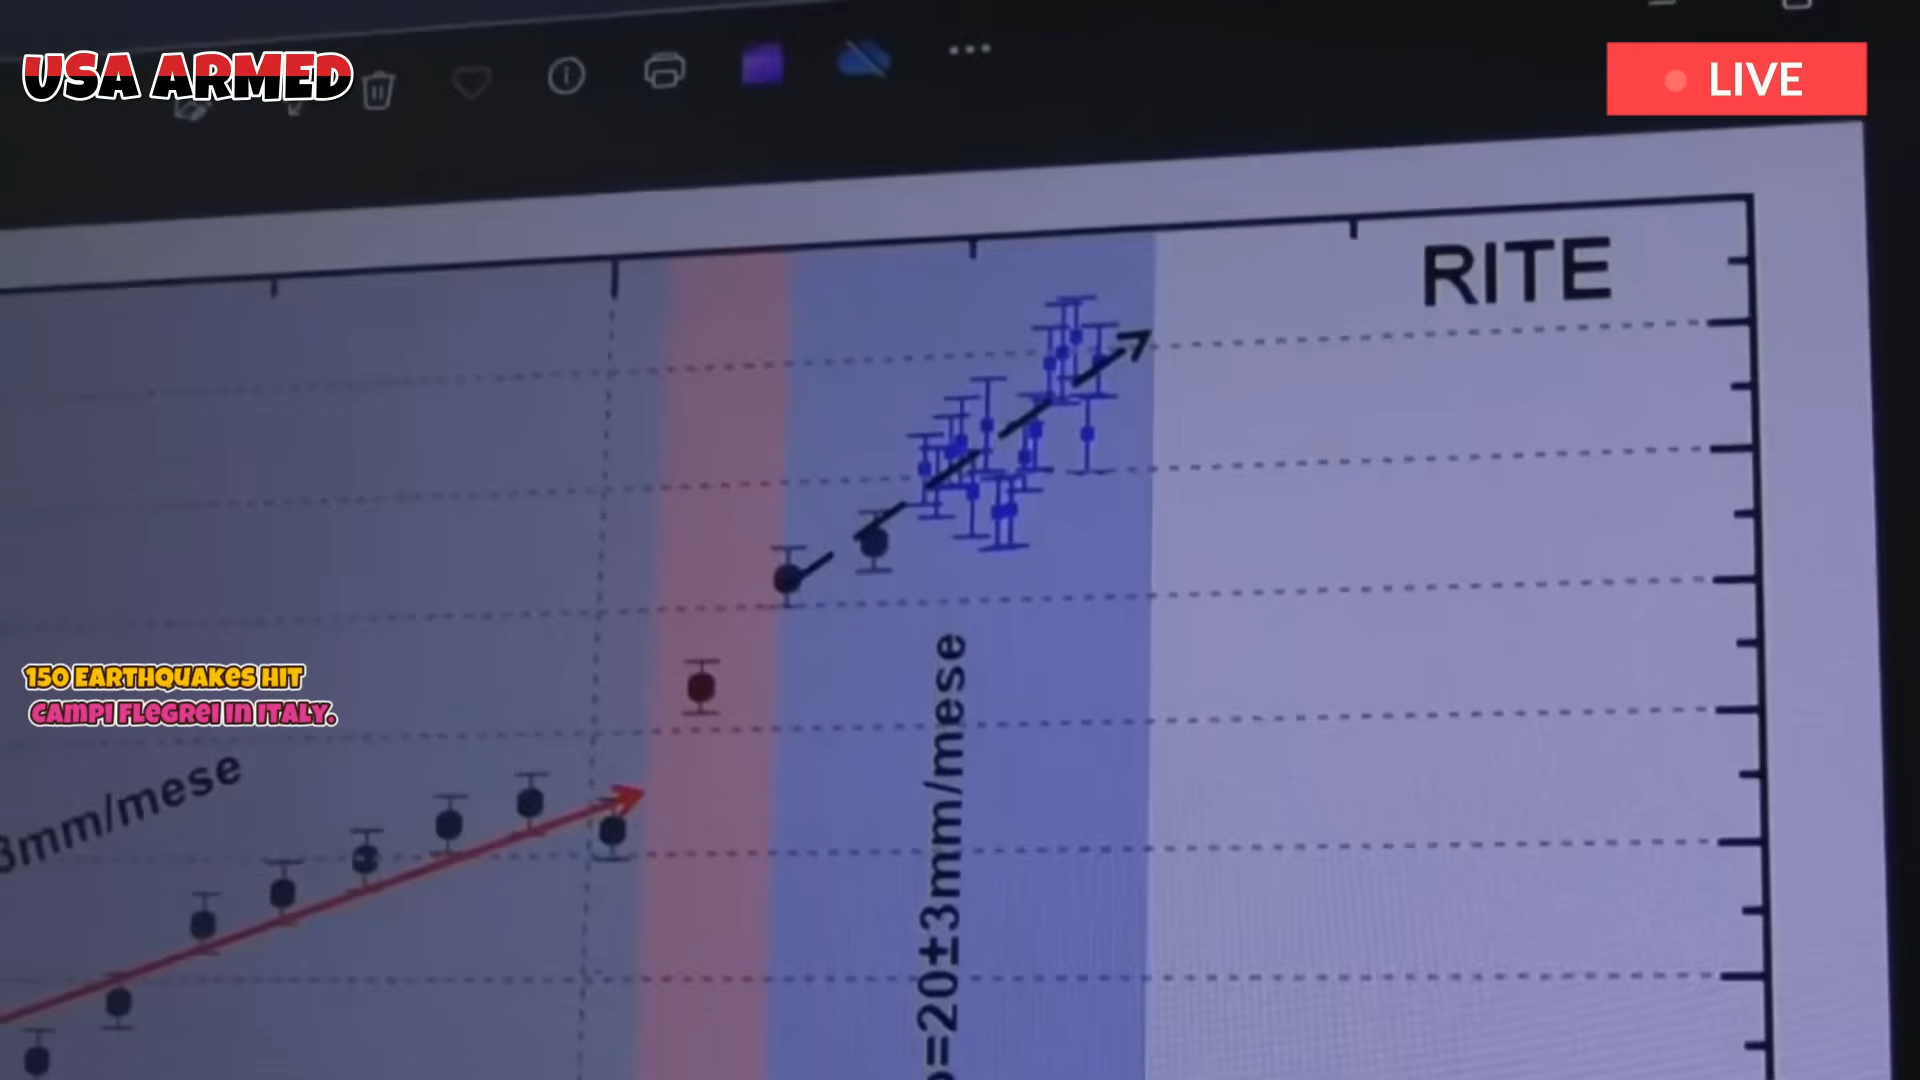 USA ARMED
LIVE
RITE
150 EARTHQUAKES HIT
CAMPI FLEGREI IN ITALY.
3mm/mese
=20±3mm/mese